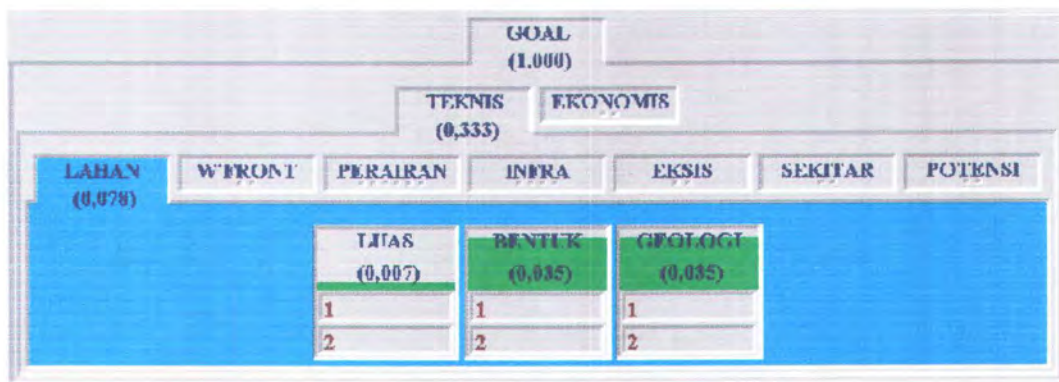 GOAL
(1.000)
TEKNIS EKONOMIS
(0,333)
LAHAN W'FRONT PERAIRAN INFRA EKSIS SEKITAR POTENSI
(0,078)
LUAS BENTUK GEOLOGI
(0,007) (0,035) (0,035)
1 1 1
2 2 2